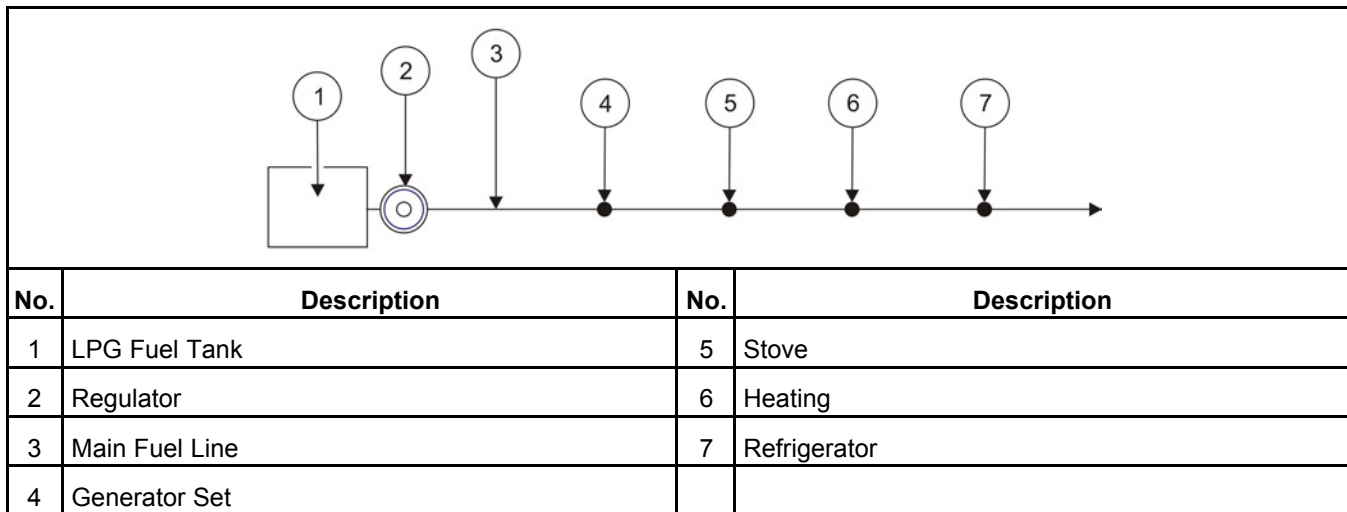 1
2
3
4
5
6
7
No. Description No. Description
1 LPG Fuel Tank 5 Stove
2 Regulator 6 Heating
3 Main Fuel Line 7 Refrigerator
4 Generator Set